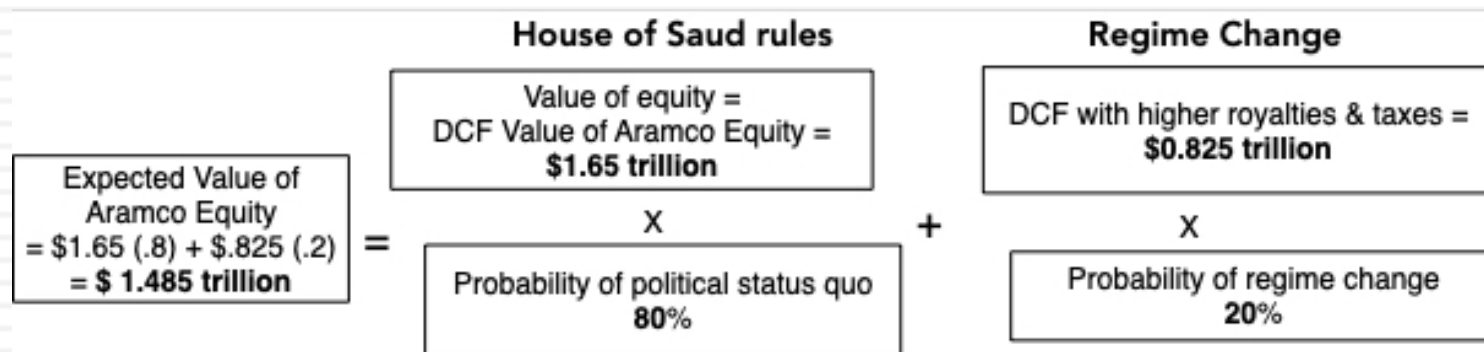 House of Saud rules
Regime Change
Value of equity =
DCF Value of Aramco Equity =
$1.65 trillion
DCF with higher royalties & taxes =
$0.825 trillion
Expected Value of
Aramco Equity
= $1.65 (.8) + $.825 (.2)
= $ 1.485 trillion
=
X
+
X
Probability of political status quo
80%
Probability of regime change
20%